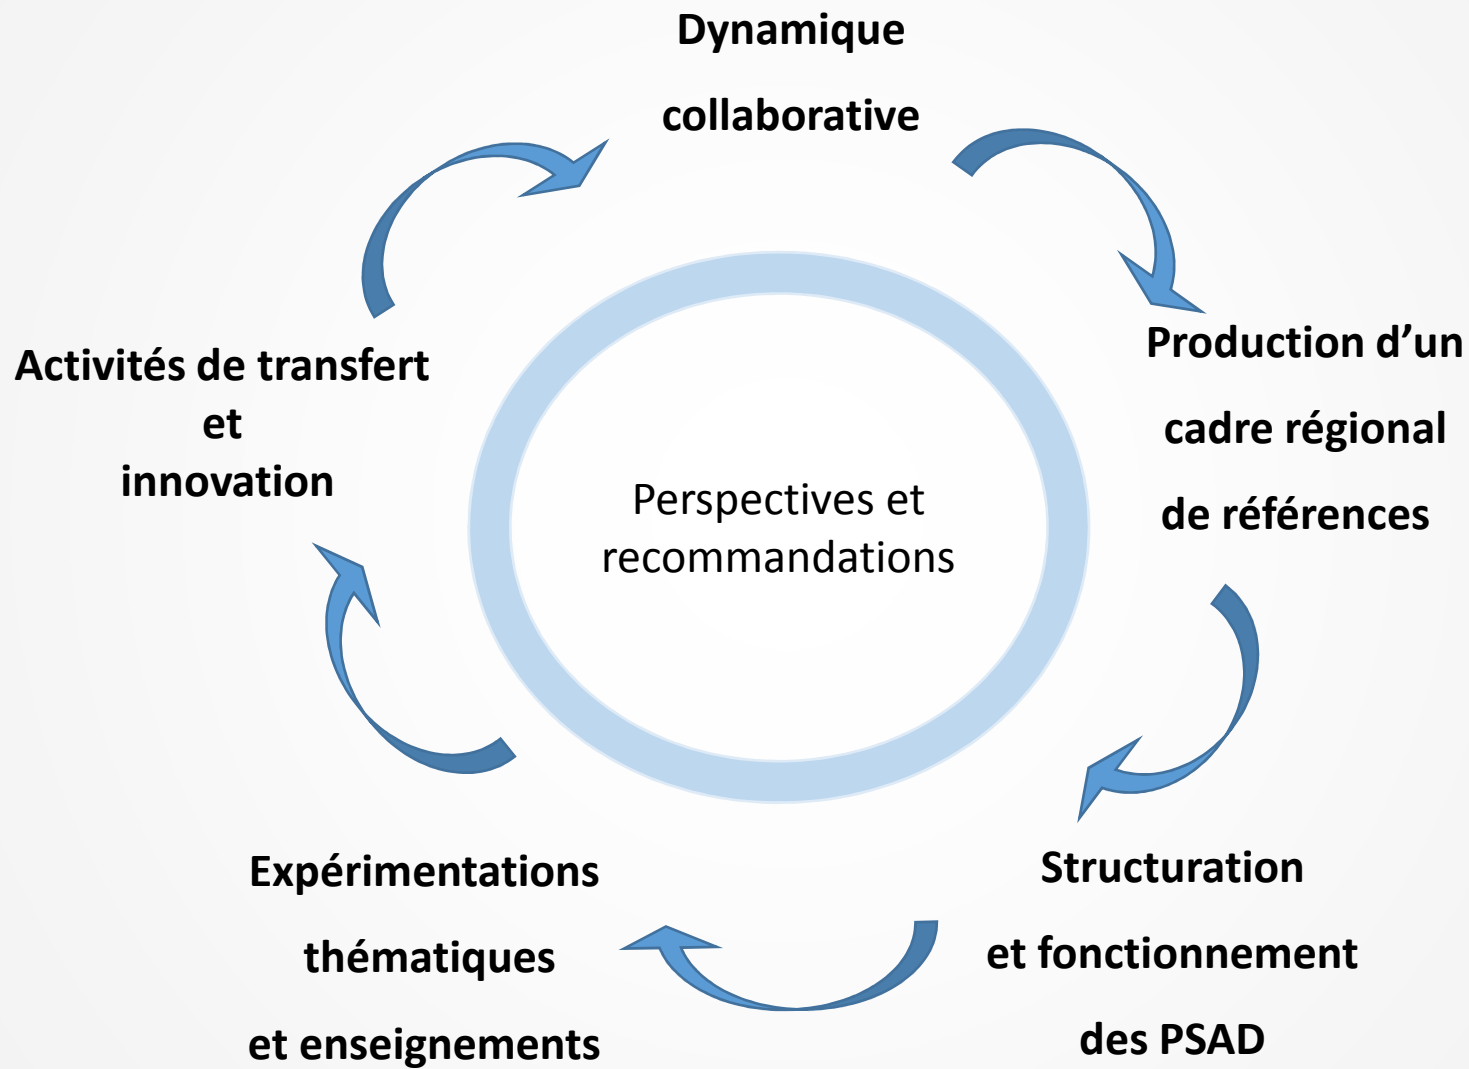 Dynamique
collaborative
Production d’un
cadre régional
de références
Structuration
et fonctionnement
des PSAD
Expérimentations
thématiques
et enseignements
Activités de transfert
et
innovation
Perspectives et
recommandations